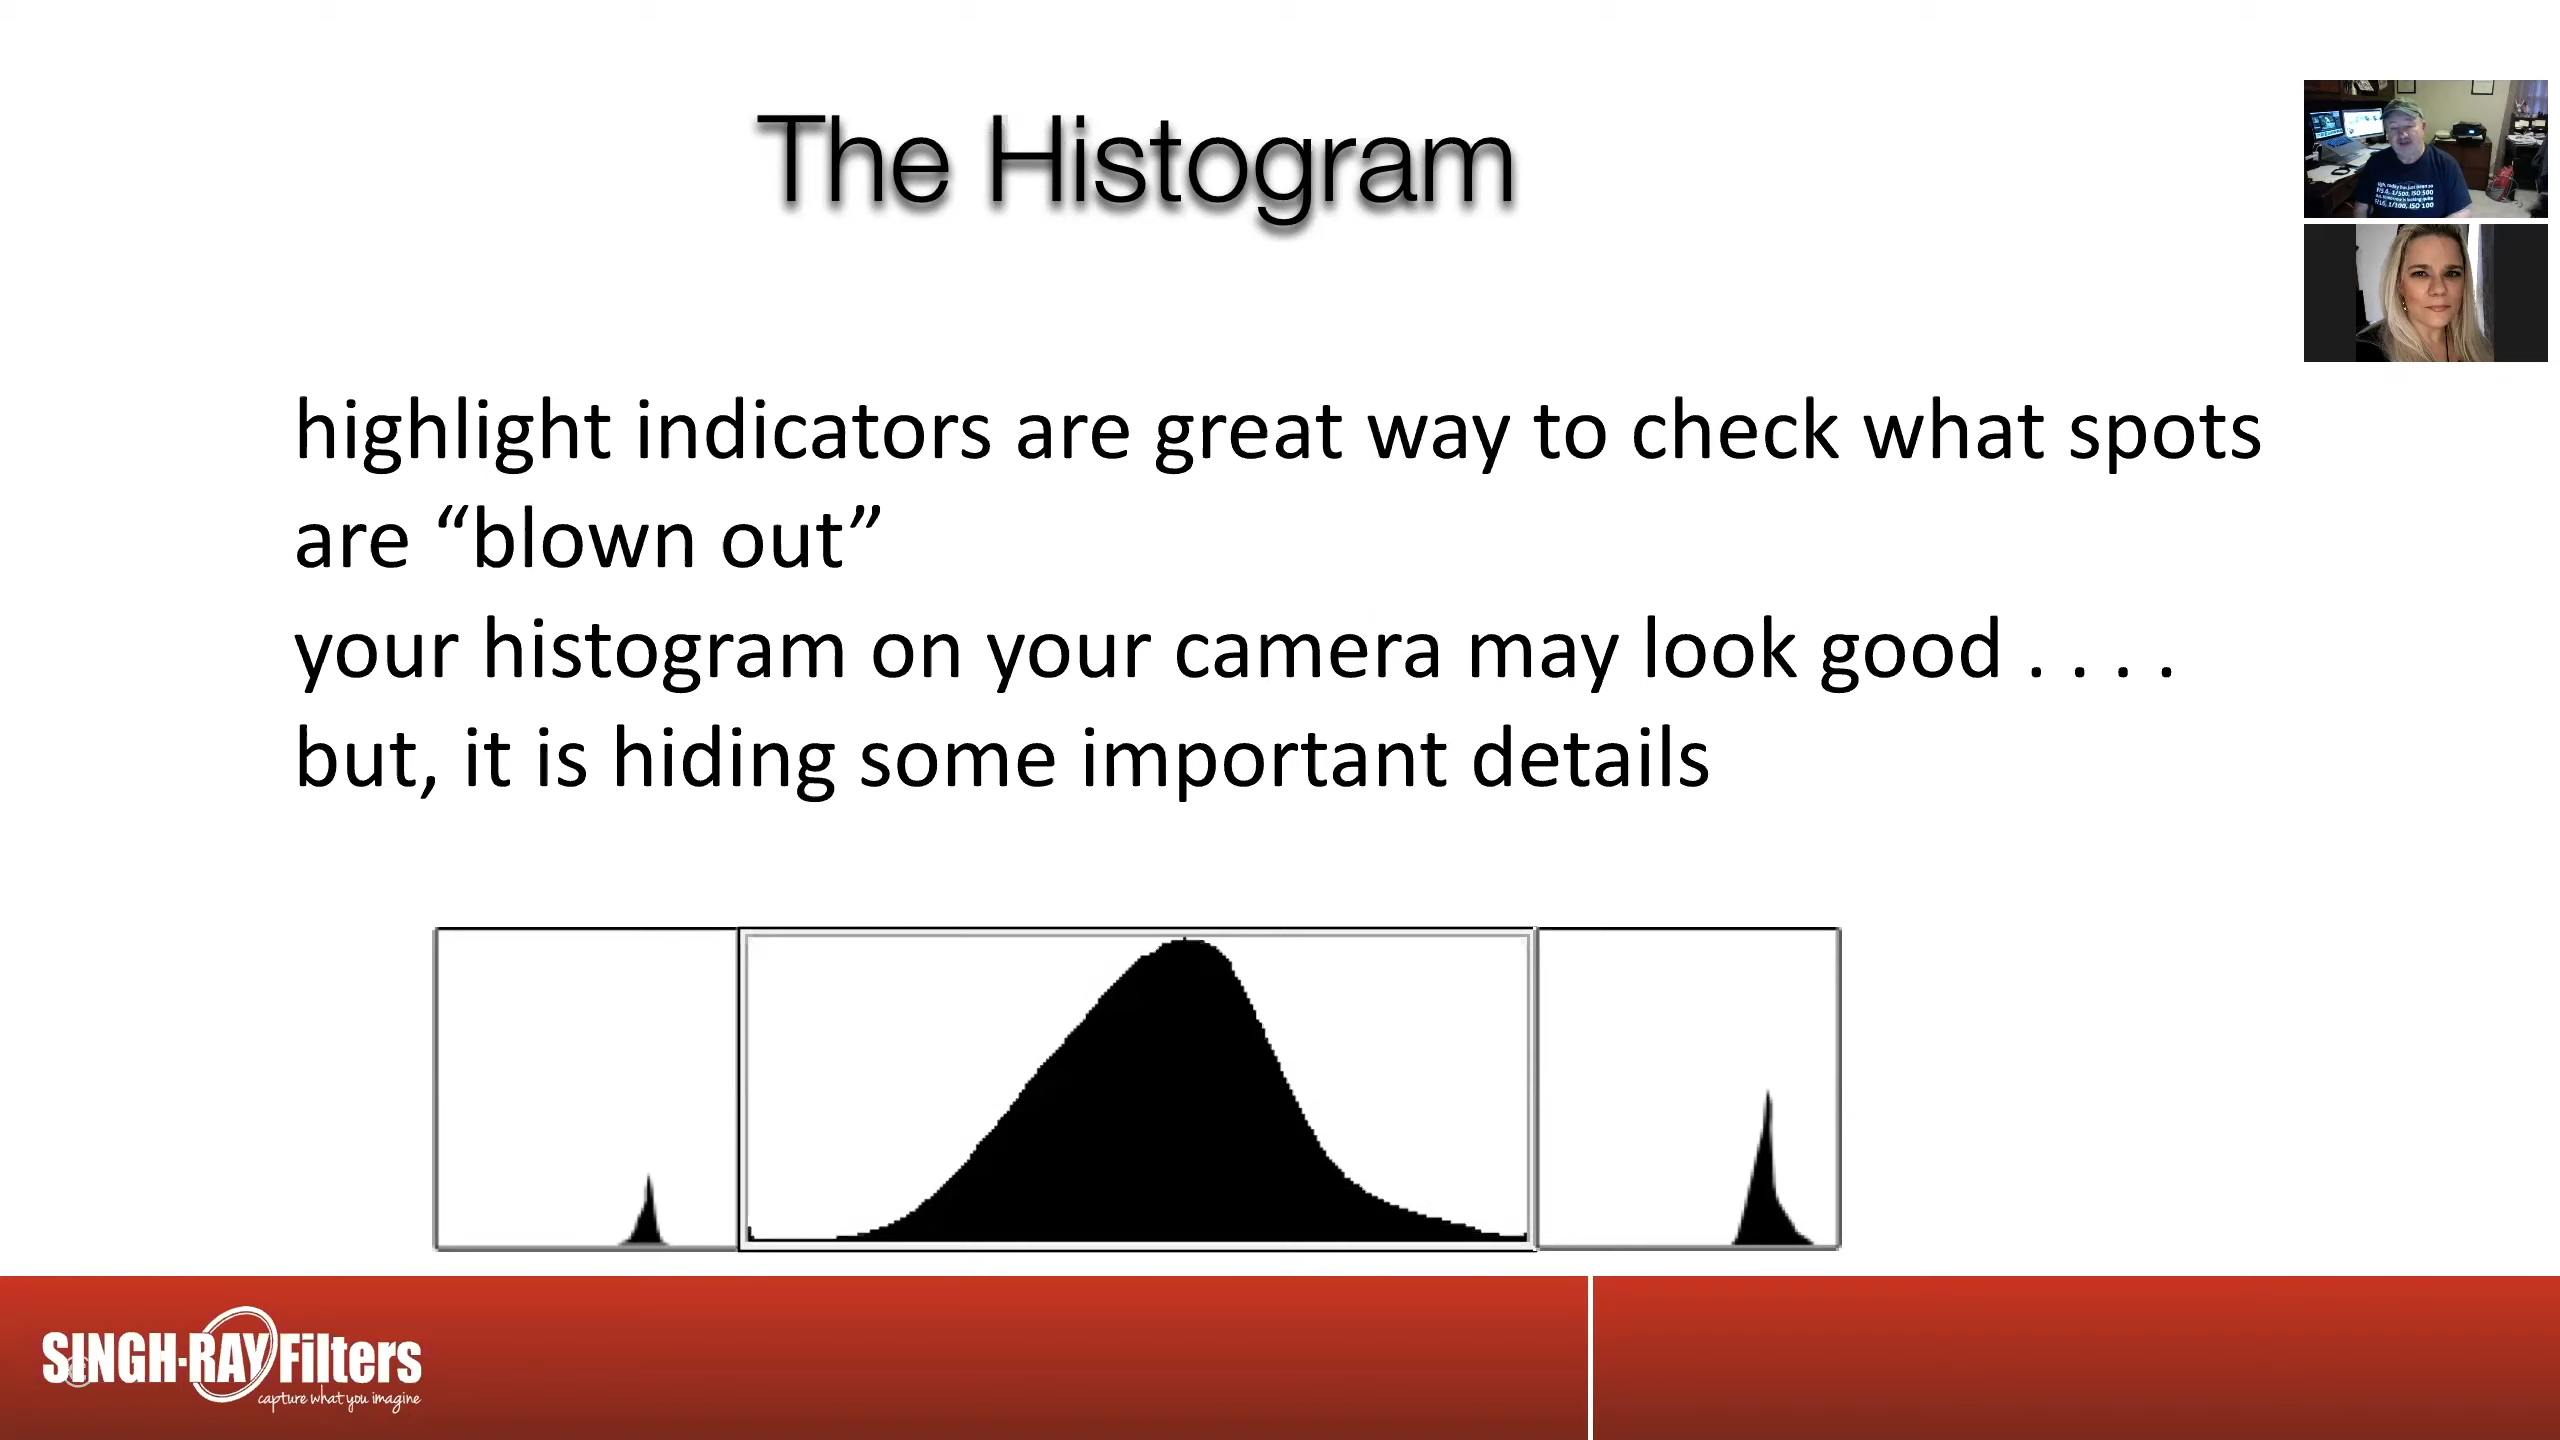 The Histogram
highlight indicators are great way to check what spots
are “blown out”
your histogram on your camera may look good . . . .
but, it is hiding some important details
SINGH-RAY Filters
capture what you imagine